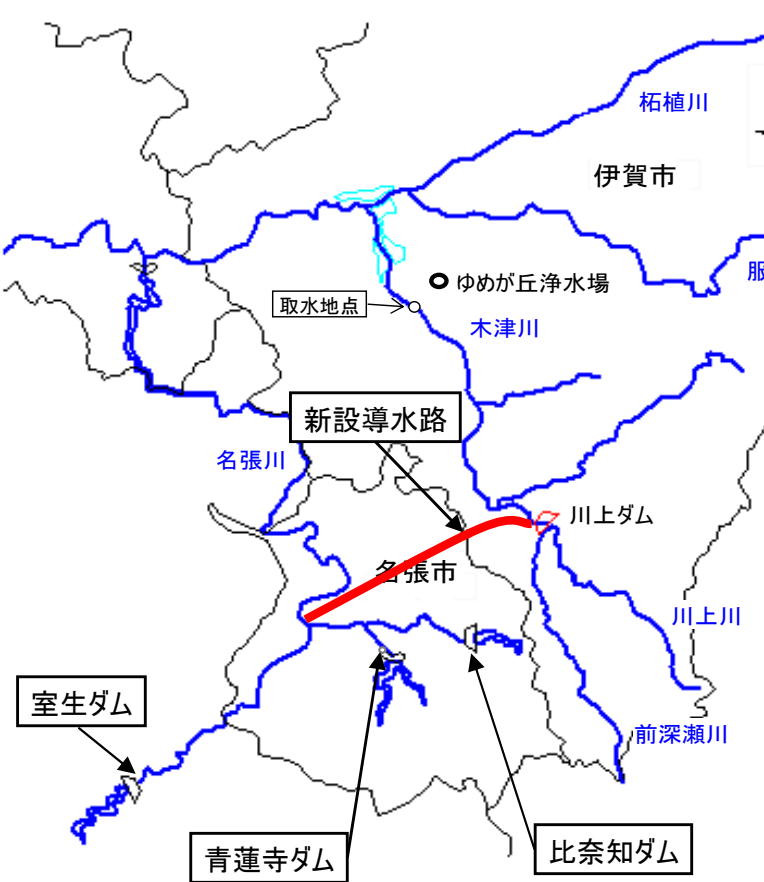 柘植川
伊賀市
服
ゆめが丘浄水場
取水地点
木津川
新設導水路
名張川
川上ダム
名張市
川上川
室生ダム
前深瀬川
青蓮寺ダム
比奈知ダム